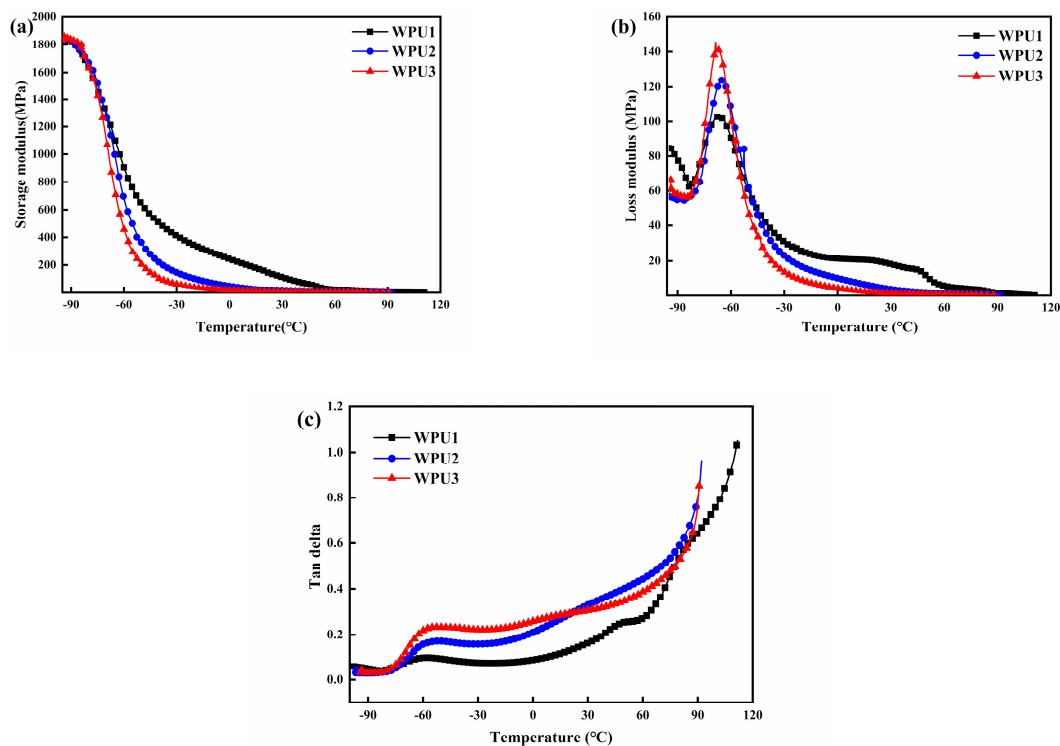 (a)
WPU1
WPU2
WPU3
2000
1800
1600
1400
1200
1000
800
600
400
200
Storage modulus(MPa)
-90 -60 -30 0 30 60 90 120
Temperature(°C)
(b)
WPU1
WPU2
WPU3
160
140
120
100
80
60
40
20
Loss modulus (MPa)
-90 -60 -30 0 30 60 90 120
Temperature (°C)
(c)
WPU1
WPU2
WPU3
1.2
1.0
0.8
0.6
0.4
0.2
0.0
Tan delta
-90 -60 -30 0 30 60 90 120
Temperature (°C)